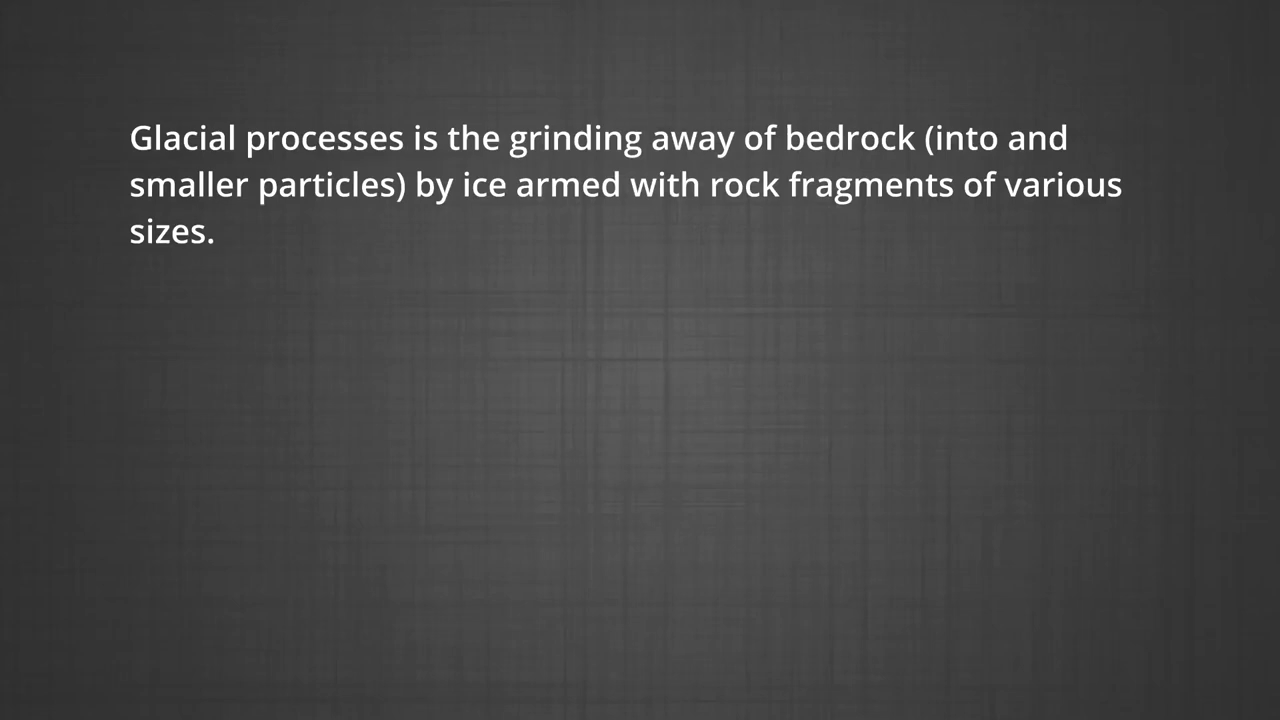 Glacial processes is the grinding away of bedrock (into and
smaller particles) by ice armed with rock fragments of various
sizes.